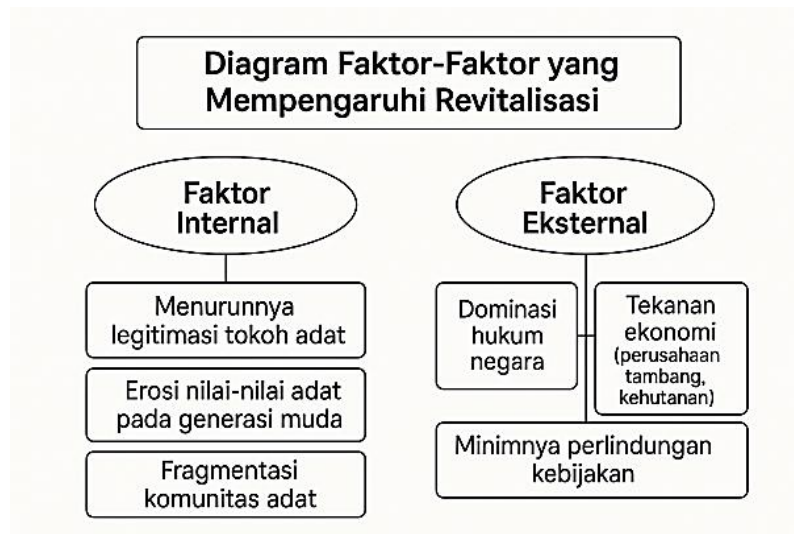 Diagram Faktor-Faktor yang
Mempengaruhi Revitalisasi
Faktor
Internal
Menurunnya
legitimasi tokoh adat
Erosi nilai-nilai adat
pada generasi muda
Fragmentasi
komunitas adat
Faktor
Eksternal
Dominasi
hukum
negara
Tekanan
ekonomi
(perusahaan
tambang,
kehutanan)
Minimnya perlindungan
kebijakan